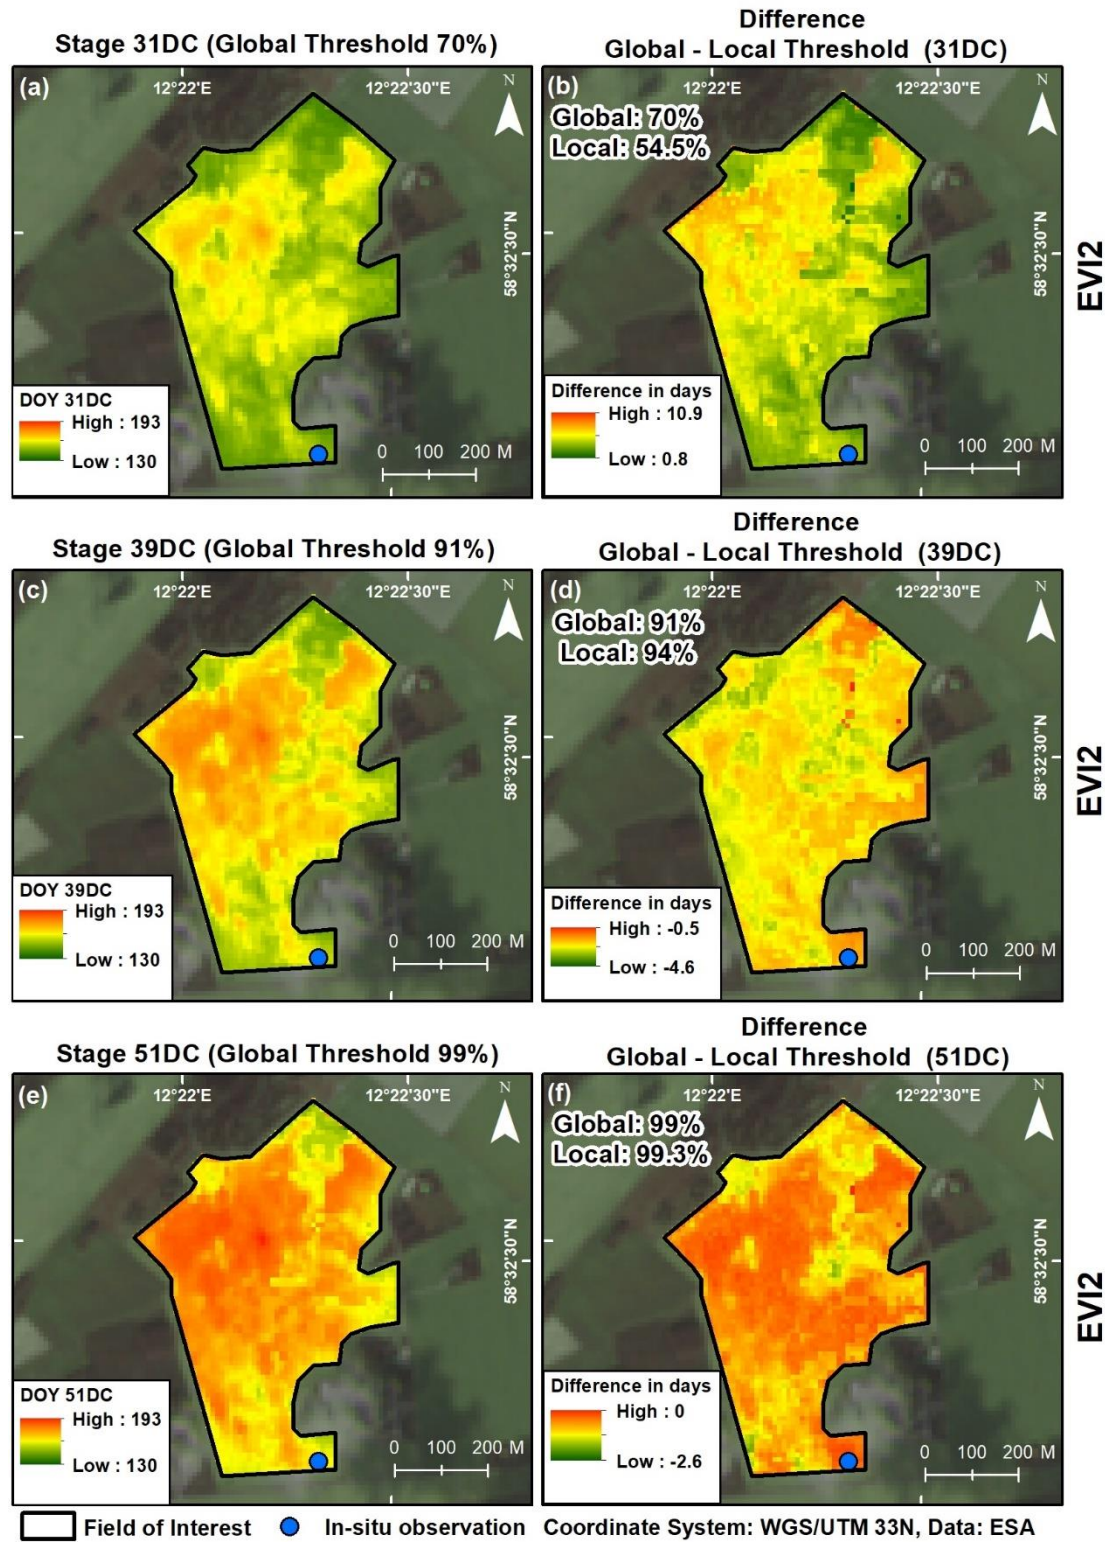 Stage 31DC (Global Threshold 70%)
Difference
Global - Local Threshold (31DC)
(a)
12°22'E
12°22'30"E
N
58°32'30"N
DOY 31DC
High : 193
Low : 130
0 100 200 M
(b)
12°22'E
12°22'30"E
N
Global: 70%
Local: 54.5%
58°32'30"N
Difference in days
High : 10.9
Low : 0.8
0 100 200 M
EVI2
Stage 39DC (Global Threshold 91%)
Difference
Global - Local Threshold (39DC)
(c)
12°22'E
12°22'30"E
N
58°32'30"N
DOY 39DC
High : 193
Low : 130
0 100 200 M
(d)
12°22'E
12°22'30"E
N
Global: 91%
Local: 94%
58°32'30"N
Difference in days
High : -0.5
Low : -4.6
0 100 200 M
EVI2
Stage 51DC (Global Threshold 99%)
Difference
Global - Local Threshold (51DC)
(e)
12°22'E
12°22'30"E
N
58°32'30"N
DOY 51DC
High : 193
Low : 130
0 100 200 M
(f)
12°22'E
12°22'30"E
N
Global: 99%
Local: 99.3%
58°32'30"N
Difference in days
High : 0
Low : -2.6
0 100 200 M
EVI2
Field of Interest In-situ observation Coordinate System: WGS/UTM 33N, Data: ESA